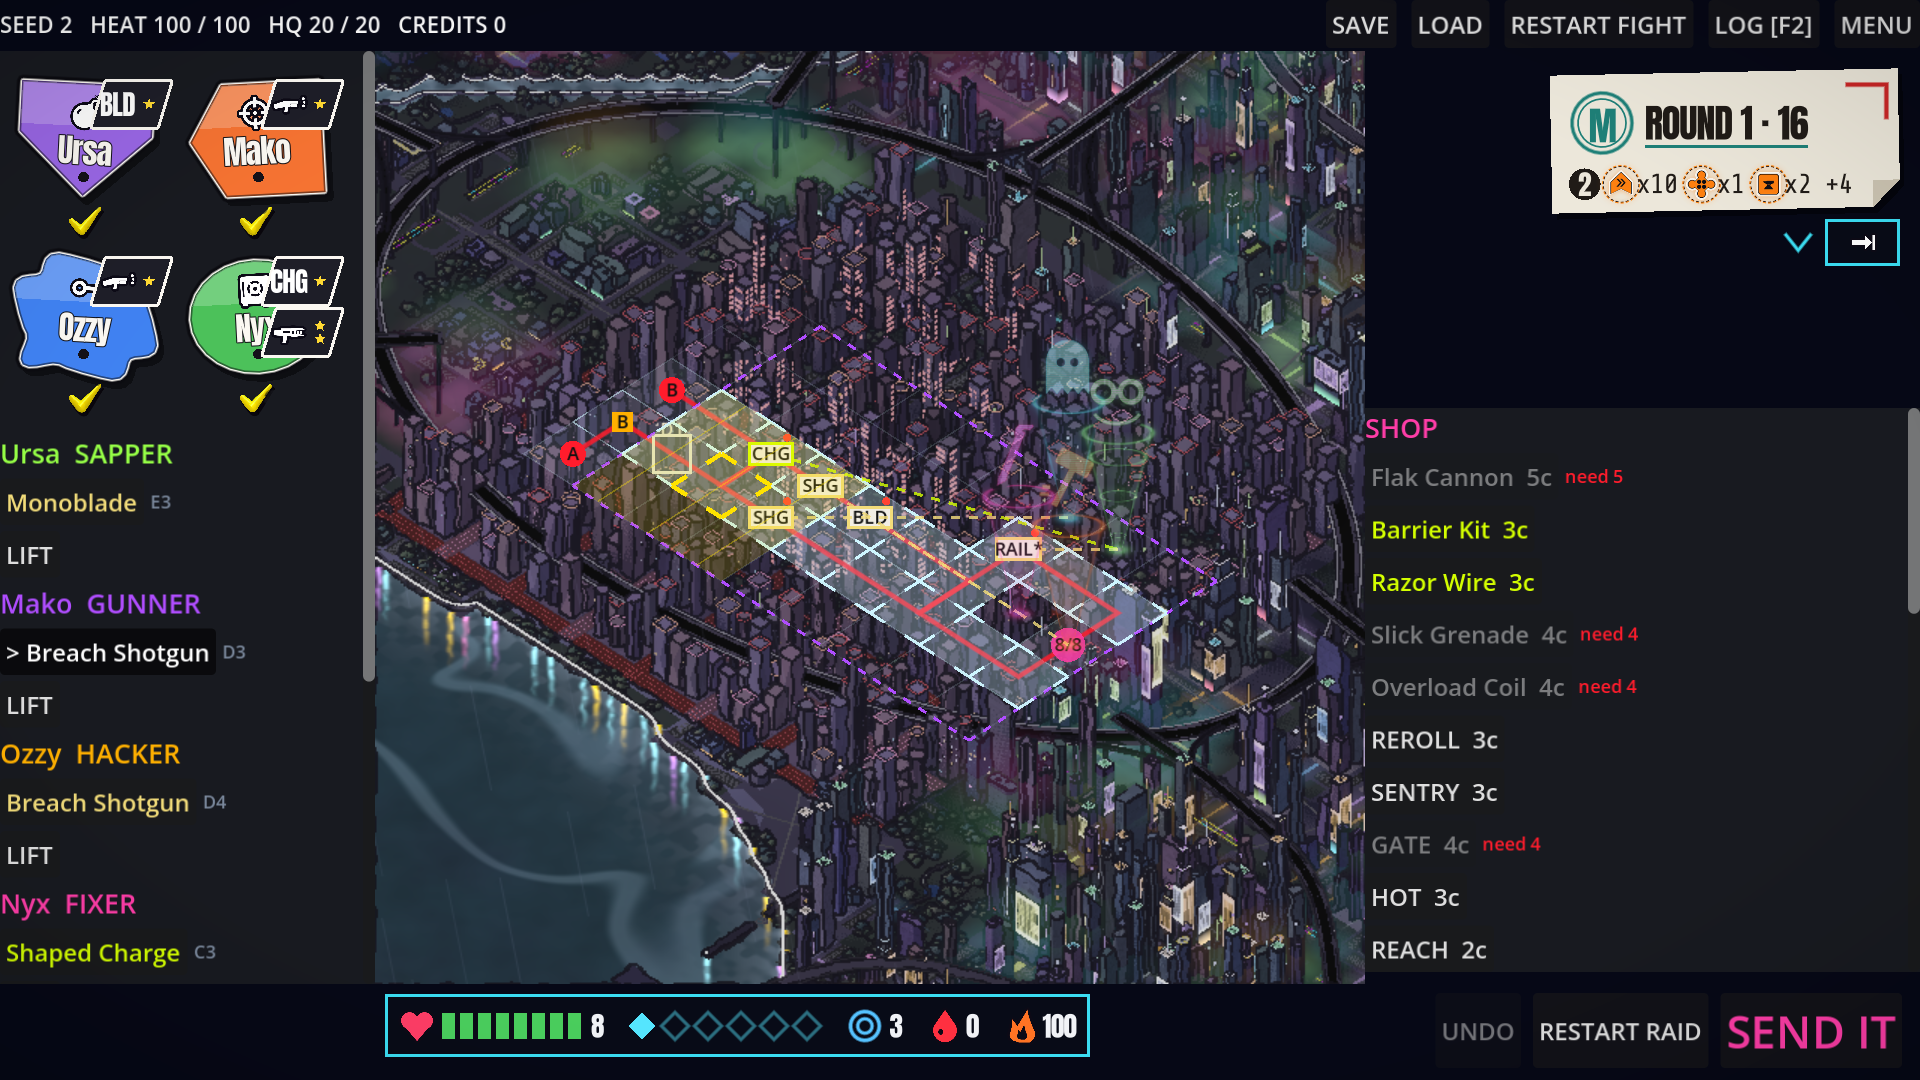 SEED 2 HEAT 100 / 100 HQ 20 / 20 CREDITS 0
SAVE LOAD RESTART FIGHT LOG [F2] MENU
BLD
Ursa
Mako
Ozzy
CHG
M ROUND 1 · 16
2 x10 x1 x2 +4
Ursa SAPPER
Monoblade E3
LIFT
Mako GUNNER
> Breach Shotgun D3
LIFT
Ozzy HACKER
Breach Shotgun D4
LIFT
Nyx FIXER
Shaped Charge C3
B
B
A
CHG
SHG
SHG
BLD
RAIL*
8/8
SHOP
Flak Cannon 5c need 5
Barrier Kit 3c
Razor Wire 3c
Slick Grenade 4c need 4
Overload Coil 4c need 4
REROLL 3c
SENTRY 3c
GATE 4c need 4
HOT 3c
REACH 2c
8 3 0 100
UNDO RESTART RAID SEND IT